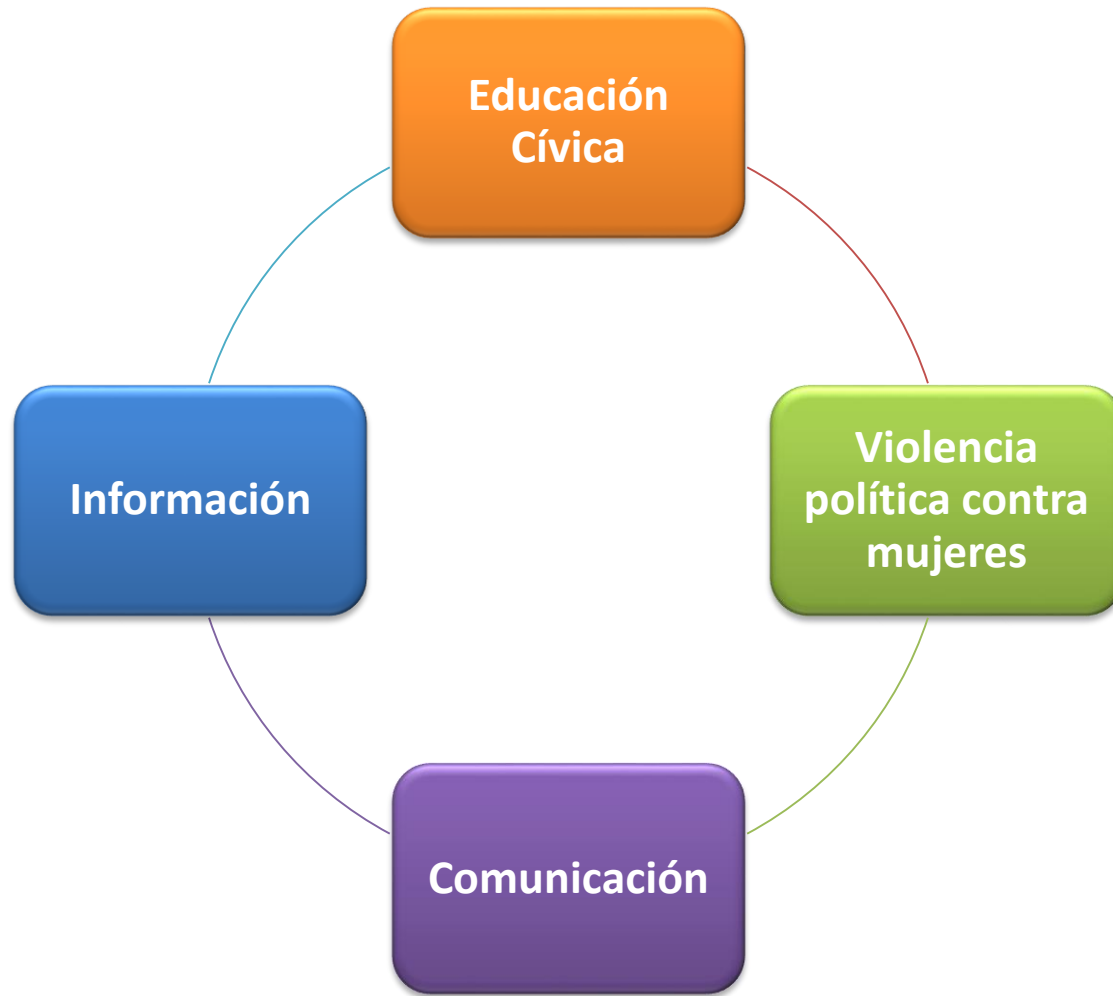 Educación
Cívica
Información
Violencia
política contra
mujeres
Comunicación